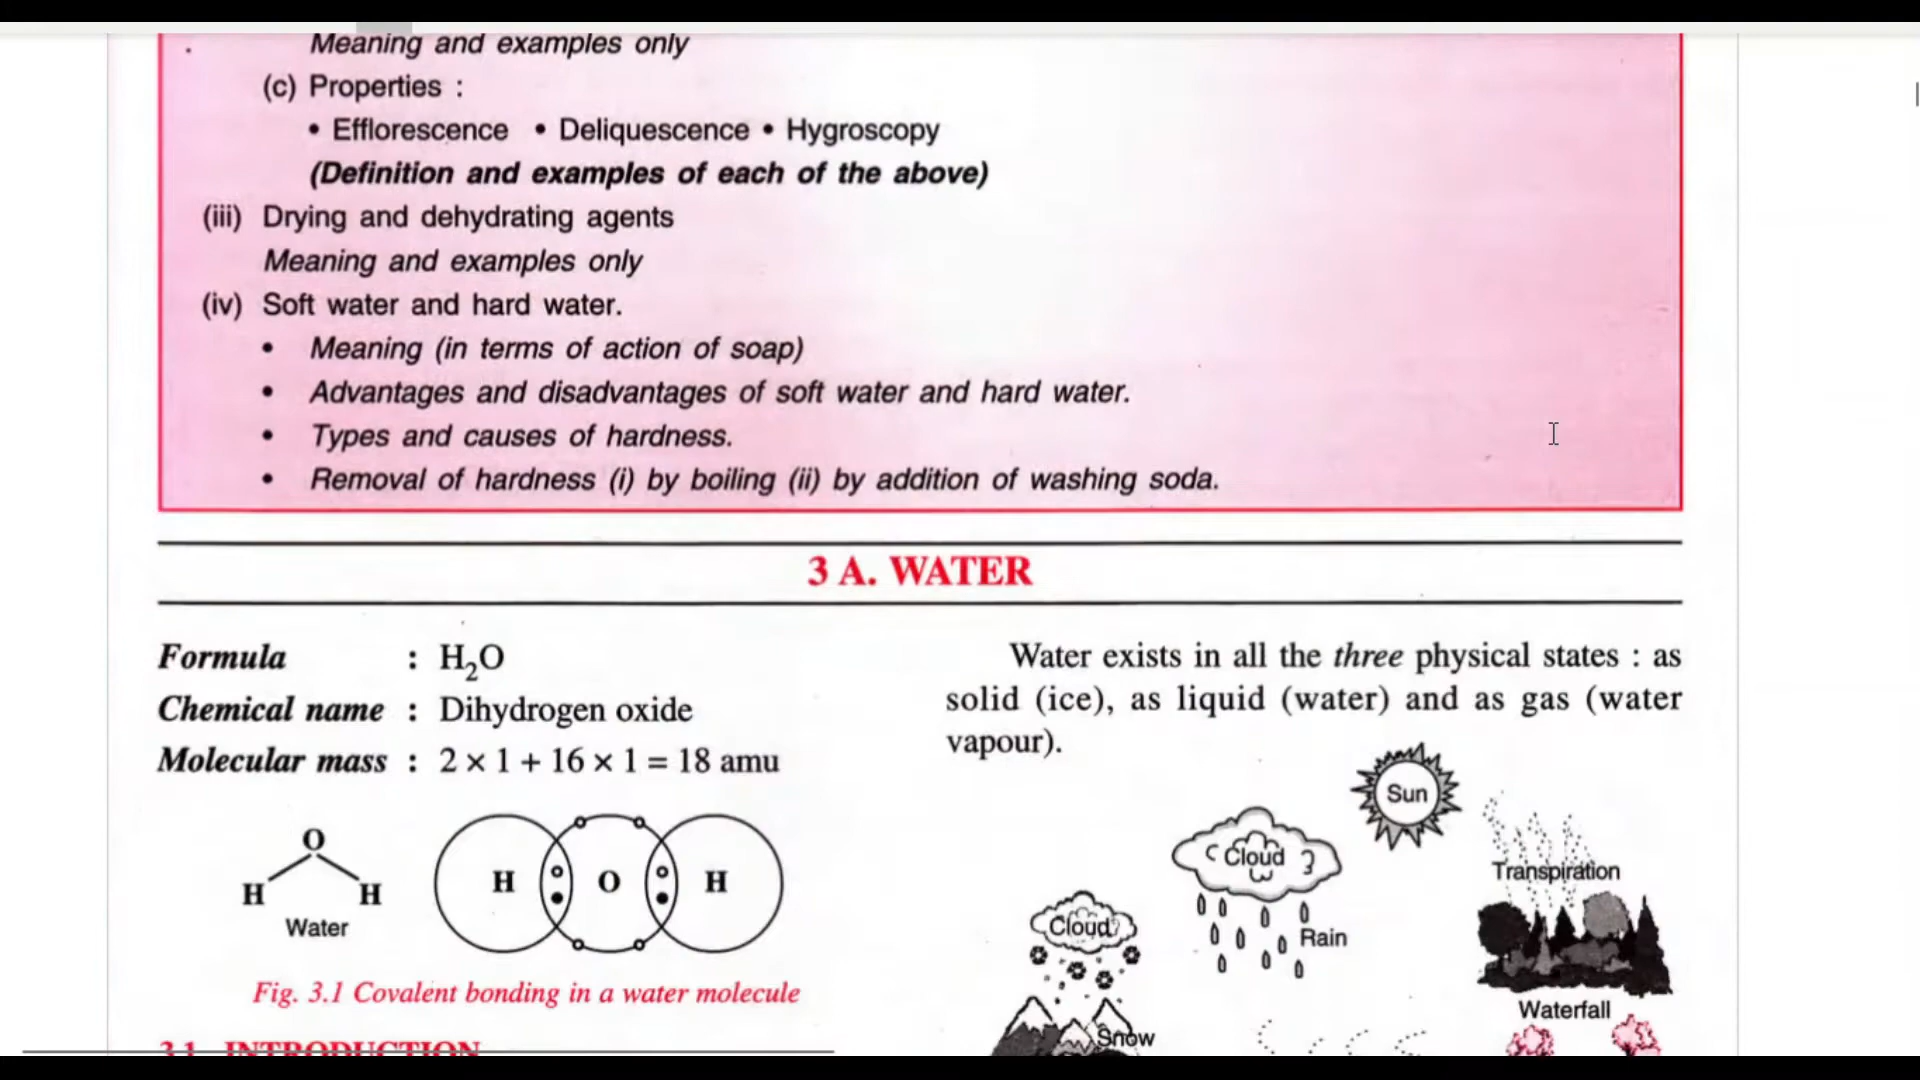 Meaning and examples only
(c) Properties :
• Efflorescence • Deliquescence • Hygroscopy
(Definition and examples of each of the above)
(iii) Drying and dehydrating agents
Meaning and examples only
(iv) Soft water and hard water.
• Meaning (in terms of action of soap)
• Advantages and disadvantages of soft water and hard water.
• Types and causes of hardness.
• Removal of hardness (i) by boiling (ii) by addition of washing soda.
3 A. WATER
Formula : H₂O
Chemical name : Dihydrogen oxide
Molecular mass : 2 × 1 + 16 × 1 = 18 amu
O
H H
Water
H O H
Fig. 3.1 Covalent bonding in a water molecule
3.1 INTRODUCTION
Water exists in all the three physical states : as
solid (ice), as liquid (water) and as gas (water
vapour).
Sun
Cloud
Transpiration
Cloud
Rain
Waterfall
Snow